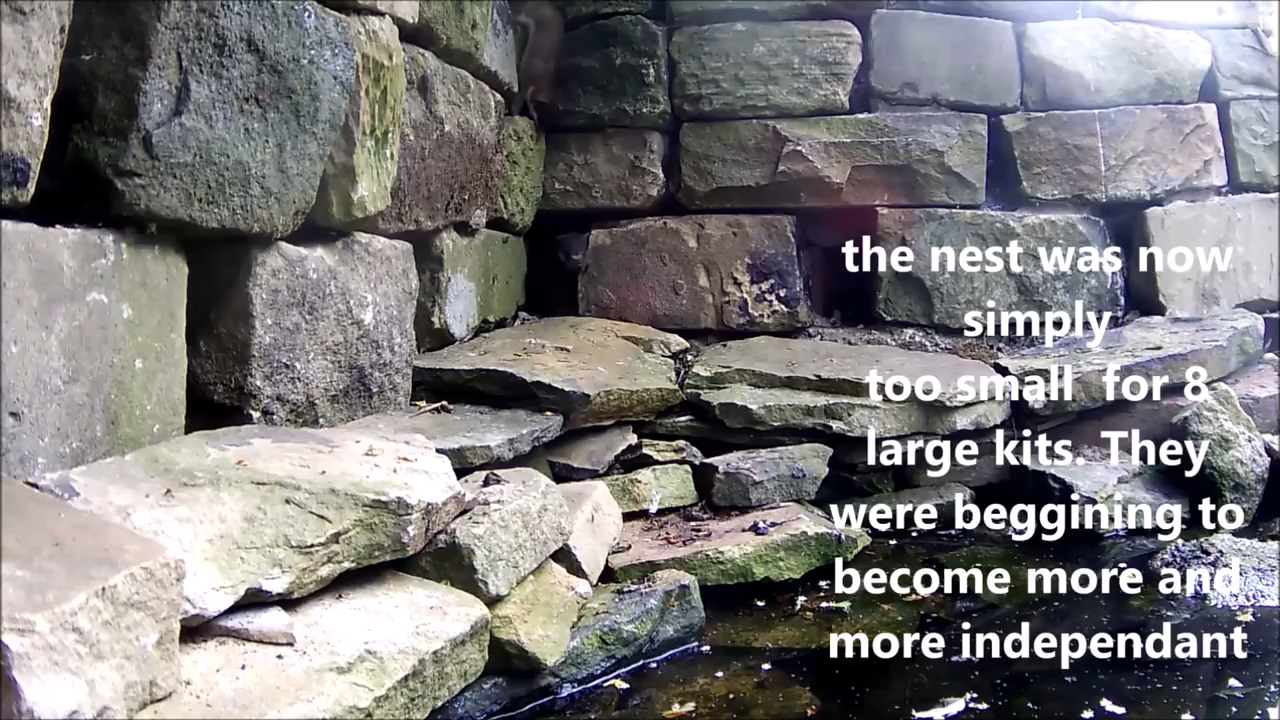 the nest was now
simply
too small  for 8
large kits. They
were beggining to
become more and
more independant